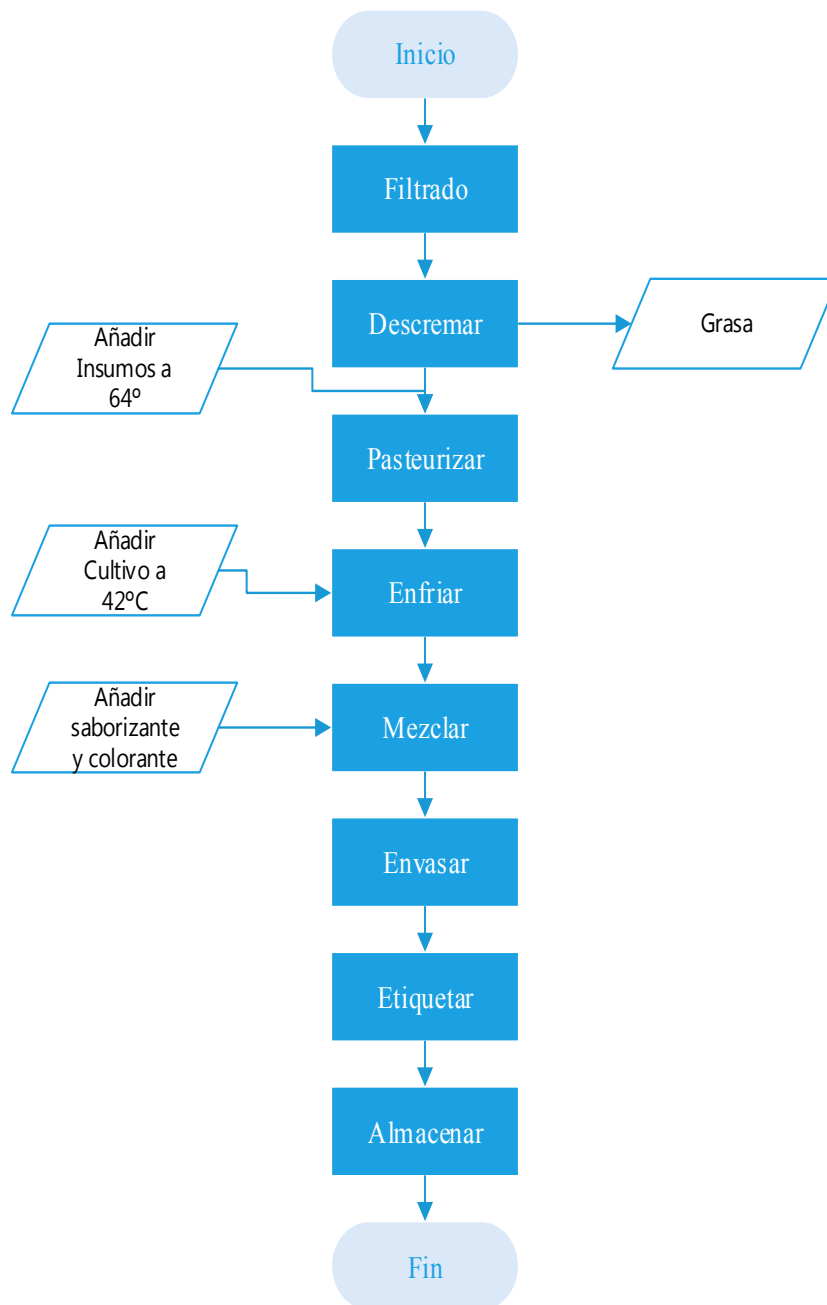 Inicio
Filtrado
Descremar
Grasa
Añadir
Insumos a
64º
Pasteurizar
Añadir
Cultivo a
42ºC
Enfriar
Añadir
saborizante
y colorante
Mezclar
Envasar
Etiquetar
Almacenar
Fin